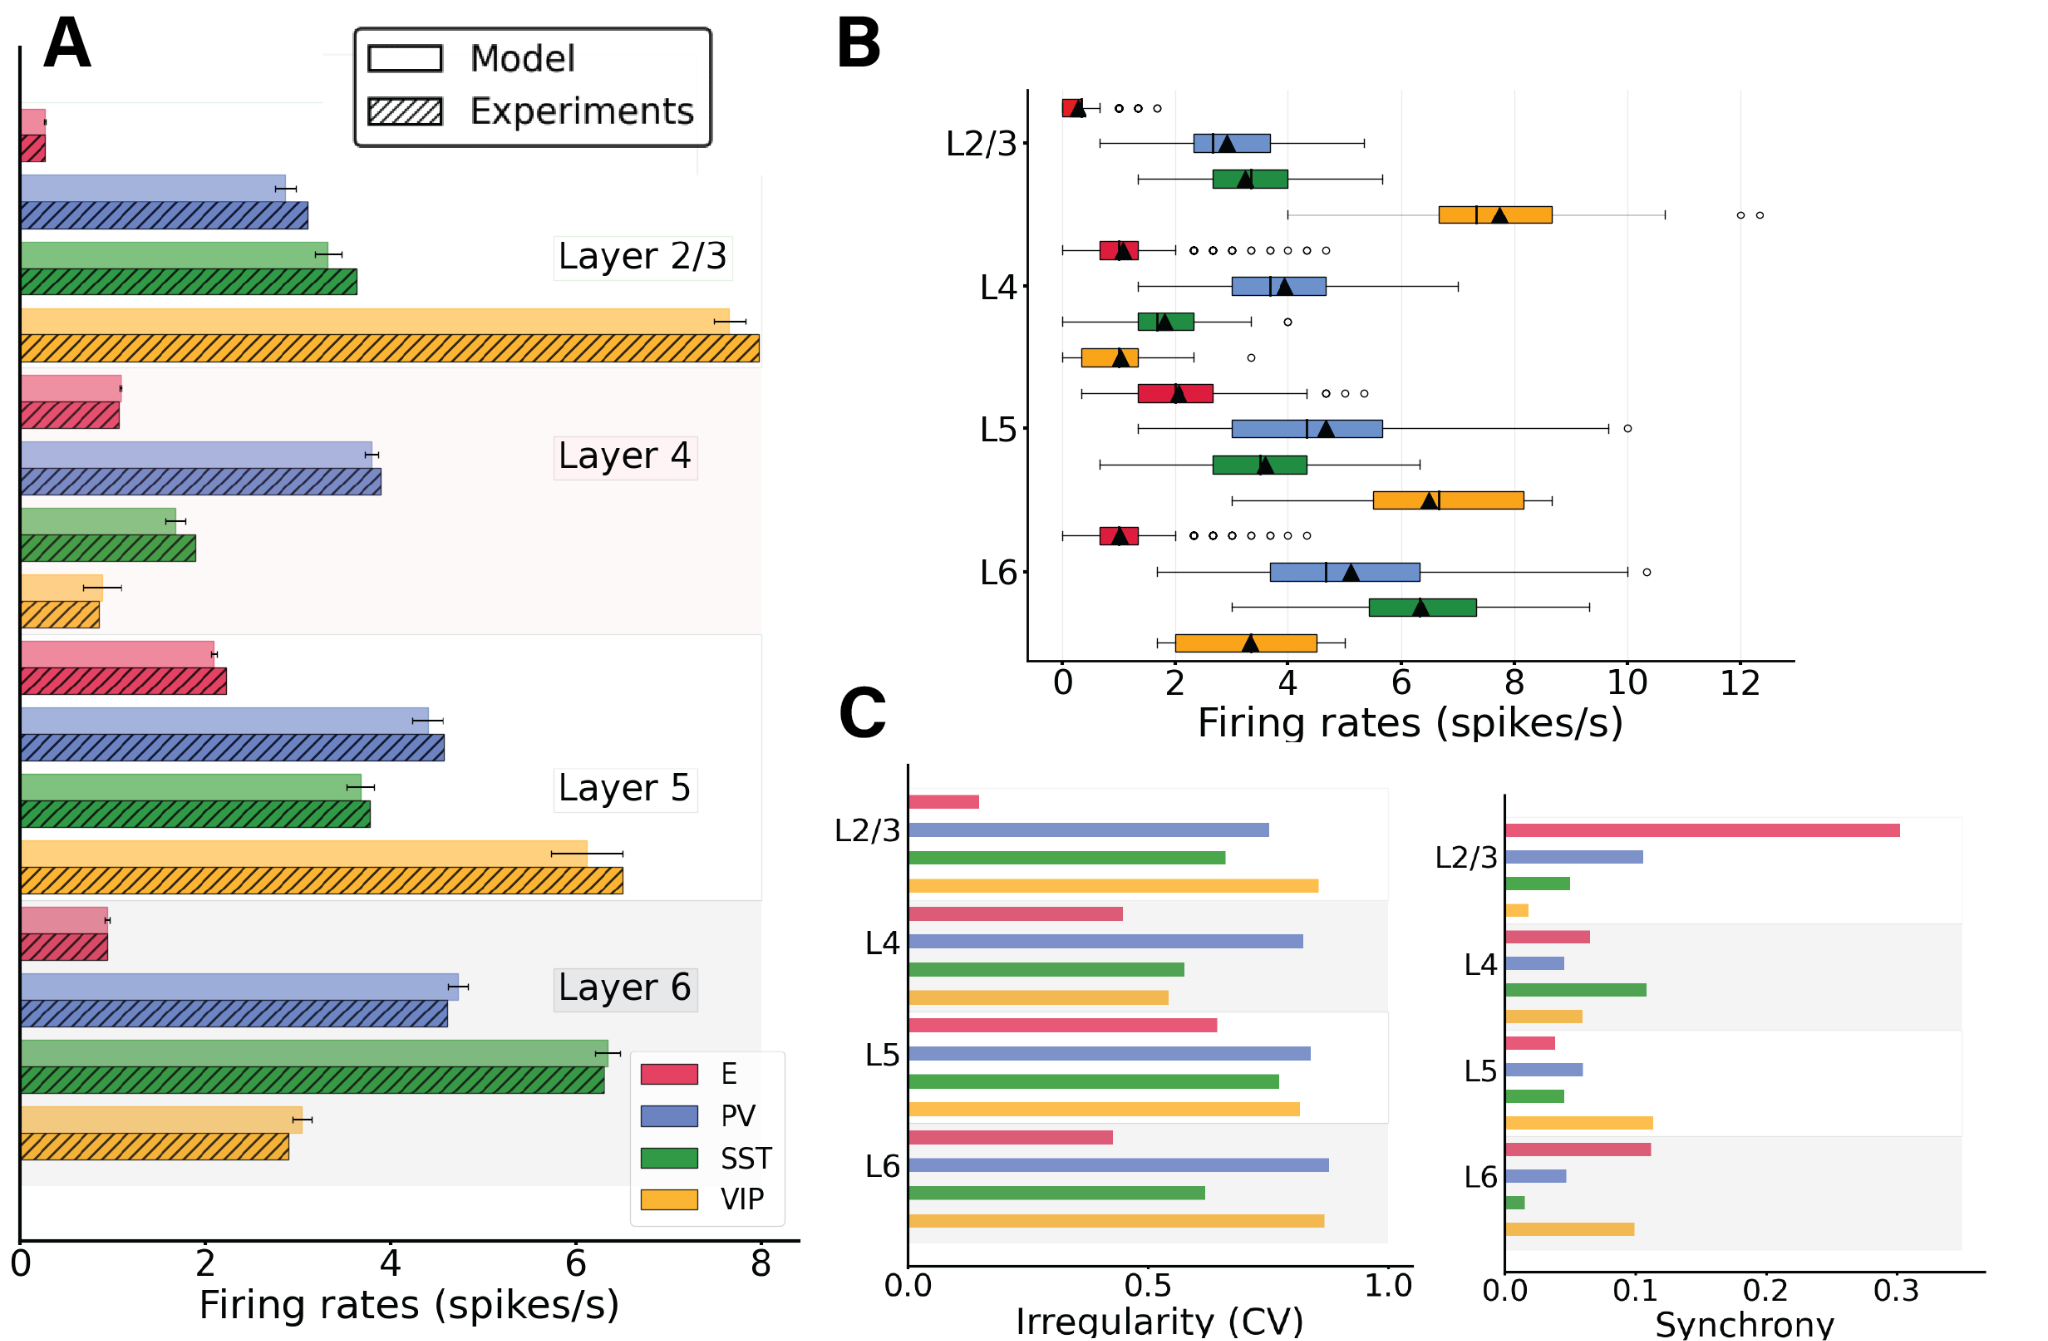 A
Model
Experiments
Layer 2/3
Layer 4
Layer 5
Layer 6
E
PV
SST
VIP
0 2 4 6 8
Firing rates (spikes/s)
B
L2/3
L4
L5
L6
0 2 4 6 8 10 12
Firing rates (spikes/s)
C
L2/3
L4
L5
L6
0.0 0.5 1.0
Irregularity (CV)
L2/3
L4
L5
L6
0.0 0.1 0.2 0.3
Synchrony